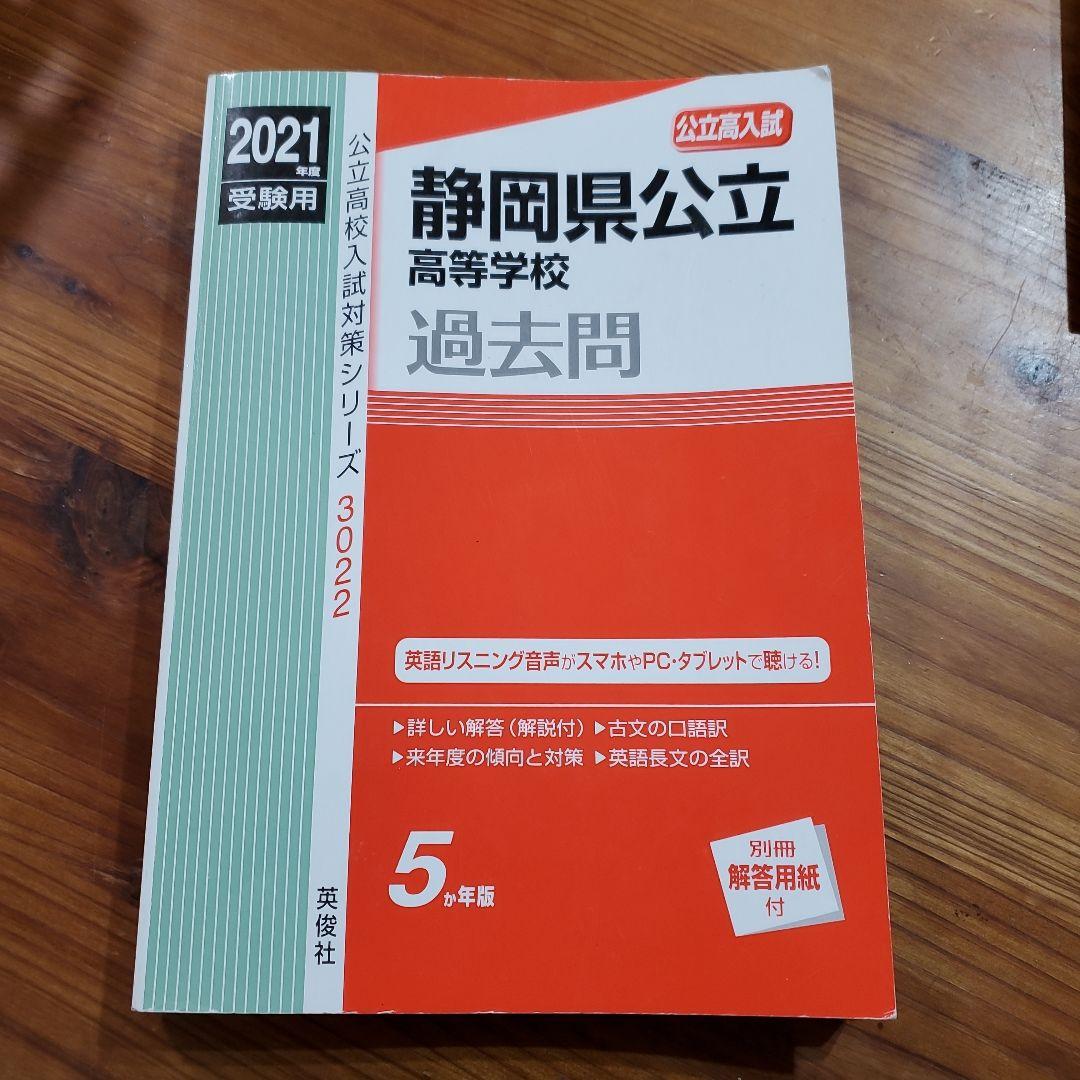 2021年度
受験用
公立高校入試対策シリーズ 3022
英俊社
公立高入試
静岡県公立
高等学校
過去問
英語リスニング音声がスマホやPC・タブレットで聴ける!
▶詳しい解答(解説付) ▶古文の口語訳
▶来年度の傾向と対策 ▶英語長文の全訳
5か年版
別冊
解答用紙
付